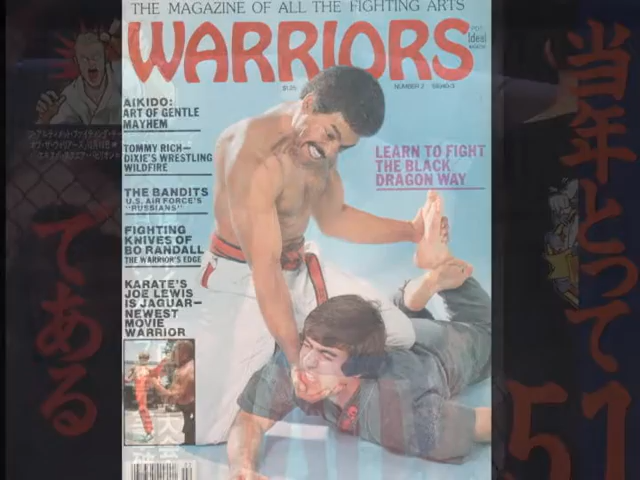 THE MAGAZINE OF ALL THE FIGHTING ARTS
WARRIORS
Ideal
$1.25
NUMBER 2
AIKIDO:
ART OF GENTLE
MAYHEM
TOMMY RICH—
DIXIE'S WRESTLING
WILDFIRE
THE BANDITS
U.S. AIR FORCE'S
"RUSSIANS"
FIGHTING
KNIVES OF
BO RANDALL
THE WARRIOR'S EDGE
KARATE'S
JOE LEWIS
IS JAGUAR—
NEWEST
MOVIE
WARRIOR
LEARN TO FIGHT
THE BLACK
DRAGON WAY
である
当年とって
51